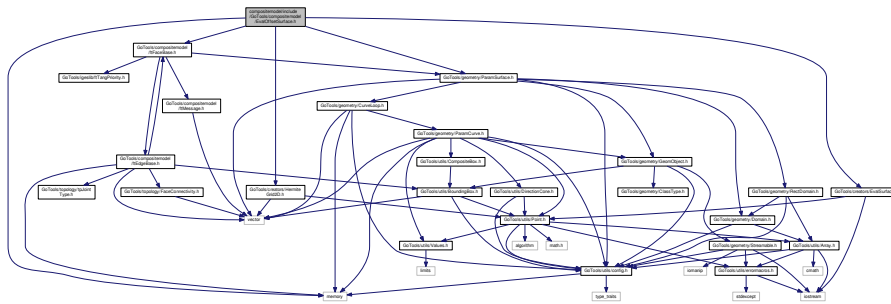 compositemodel/include
/GoTools/compositemodel
/EvalOffsetSurface.h
GoTools/compositemodel
/ftFaceBase.h
GoTools/igeslib/ftTangPriority.h
GoTools/geometry/ParamSurface.h
GoTools/compositemodel
/ftMessage.h
GoTools/geometry/CurveLoop.h
GoTools/geometry/ParamCurve.h
GoTools/compositemodel
/ftEdgeBase.h
GoTools/utils/CompositeBox.h
GoTools/geometry/GeomObject.h
GoTools/topology/tpJoint
Type.h
GoTools/topology/FaceConnectivity.h
GoTools/creators/Hermite
Grid2D.h
GoTools/utils/BoundingBox.h
GoTools/utils/DirectionCone.h
GoTools/geometry/ClassType.h
GoTools/geometry/RectDomain.h
GoTools/creators/EvalSurface.h
vector
GoTools/utils/Point.h
GoTools/geometry/Domain.h
GoTools/utils/Values.h
algorithm
math.h
GoTools/geometry/Streamable.h
GoTools/utils/Array.h
limits
GoTools/utils/config.h
iomanip
GoTools/utils/errormacros.h
cmath
memory
type_traits
stdexcept
iostream